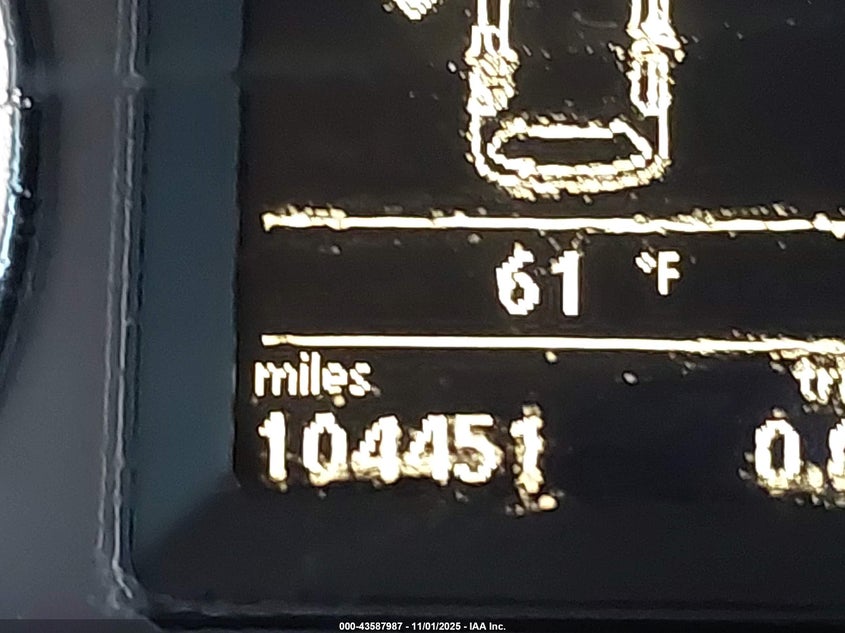 61 °F
miles
104451
000-43587987 - 11/01/2025 - IAA Inc.